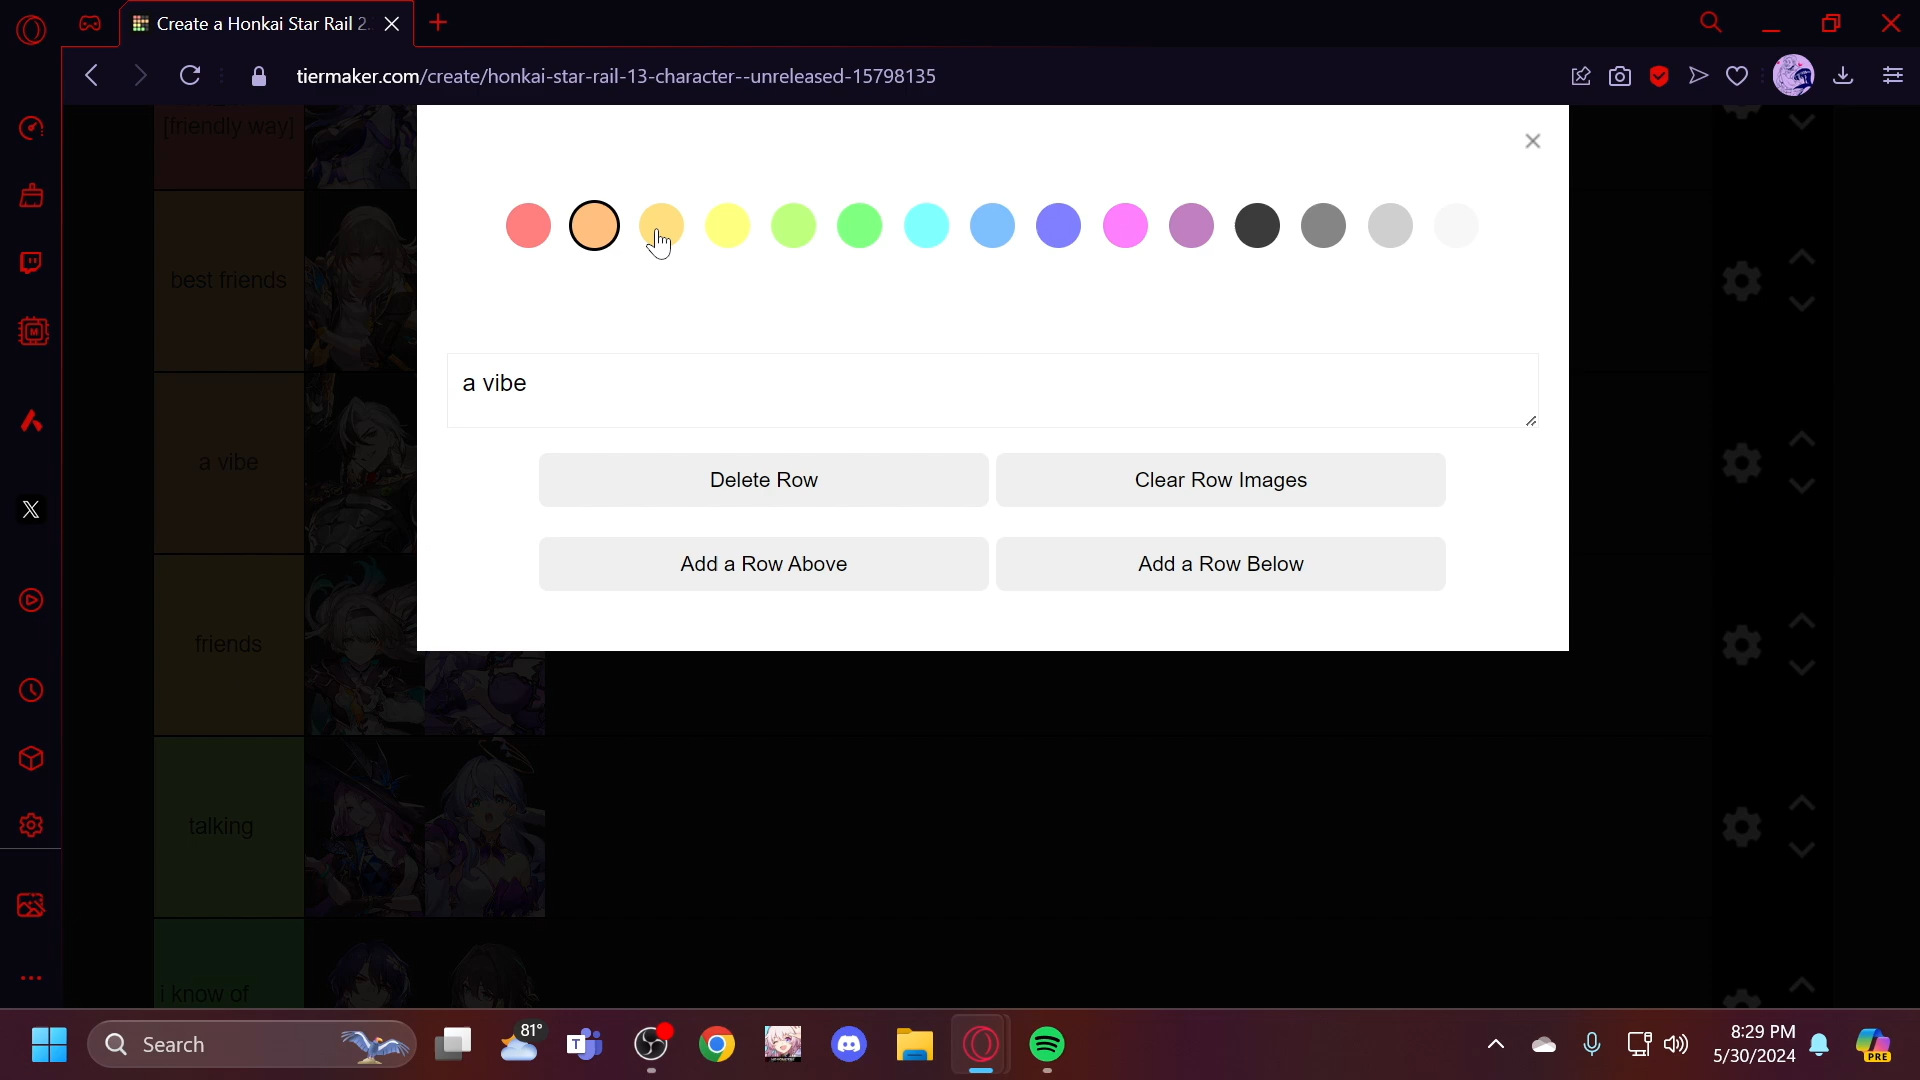 Create a Honkai Star Rail 2..
tiermaker.com/create/honkai-star-rail-13-character--unreleased-15798135
[friendly way]
best friends
a vibe
friends
talking
i know of
a vibe
Delete Row
Clear Row Images
Add a Row Above
Add a Row Below
Search
81°
8:29 PM
5/30/2024
PRE